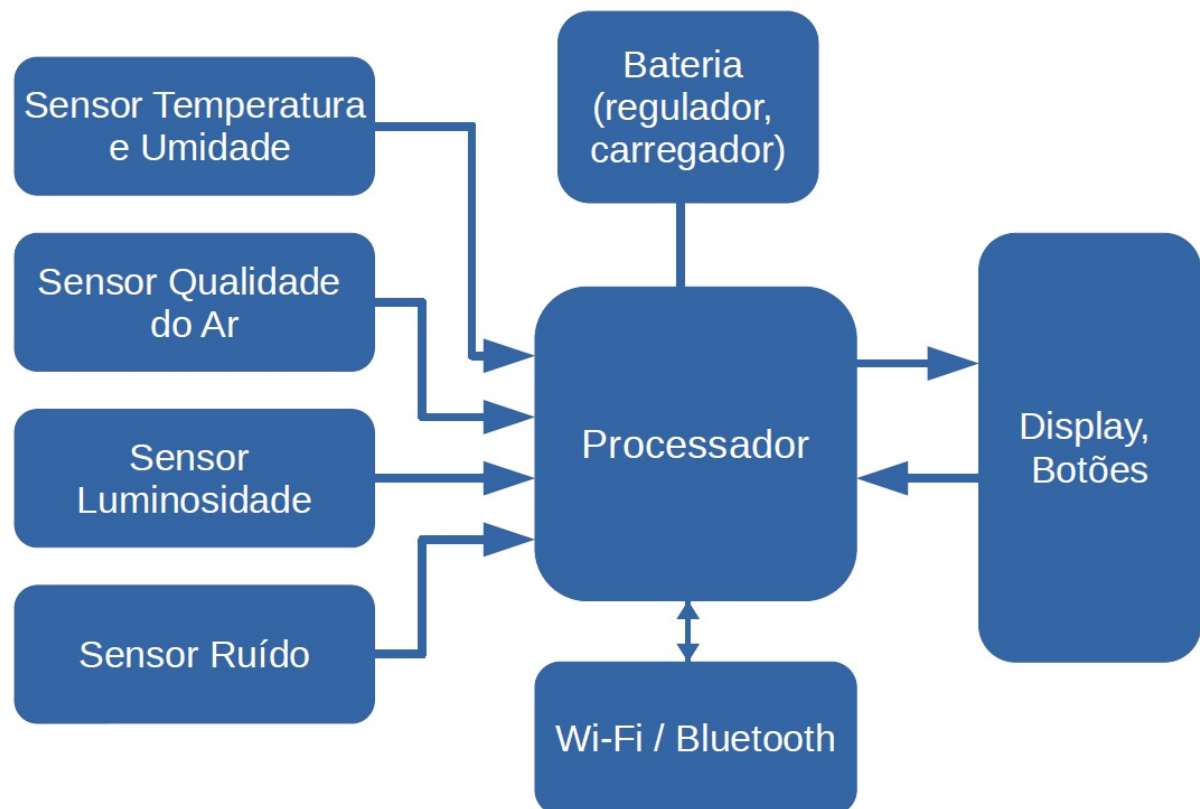 Sensor Temperatura
e Umidade
Bateria
(regulador,
carregador)
Sensor Qualidade
do Ar
Sensor
Luminosidade
Sensor Ruído
Processador
Display,
Botões
Wi-Fi / Bluetooth